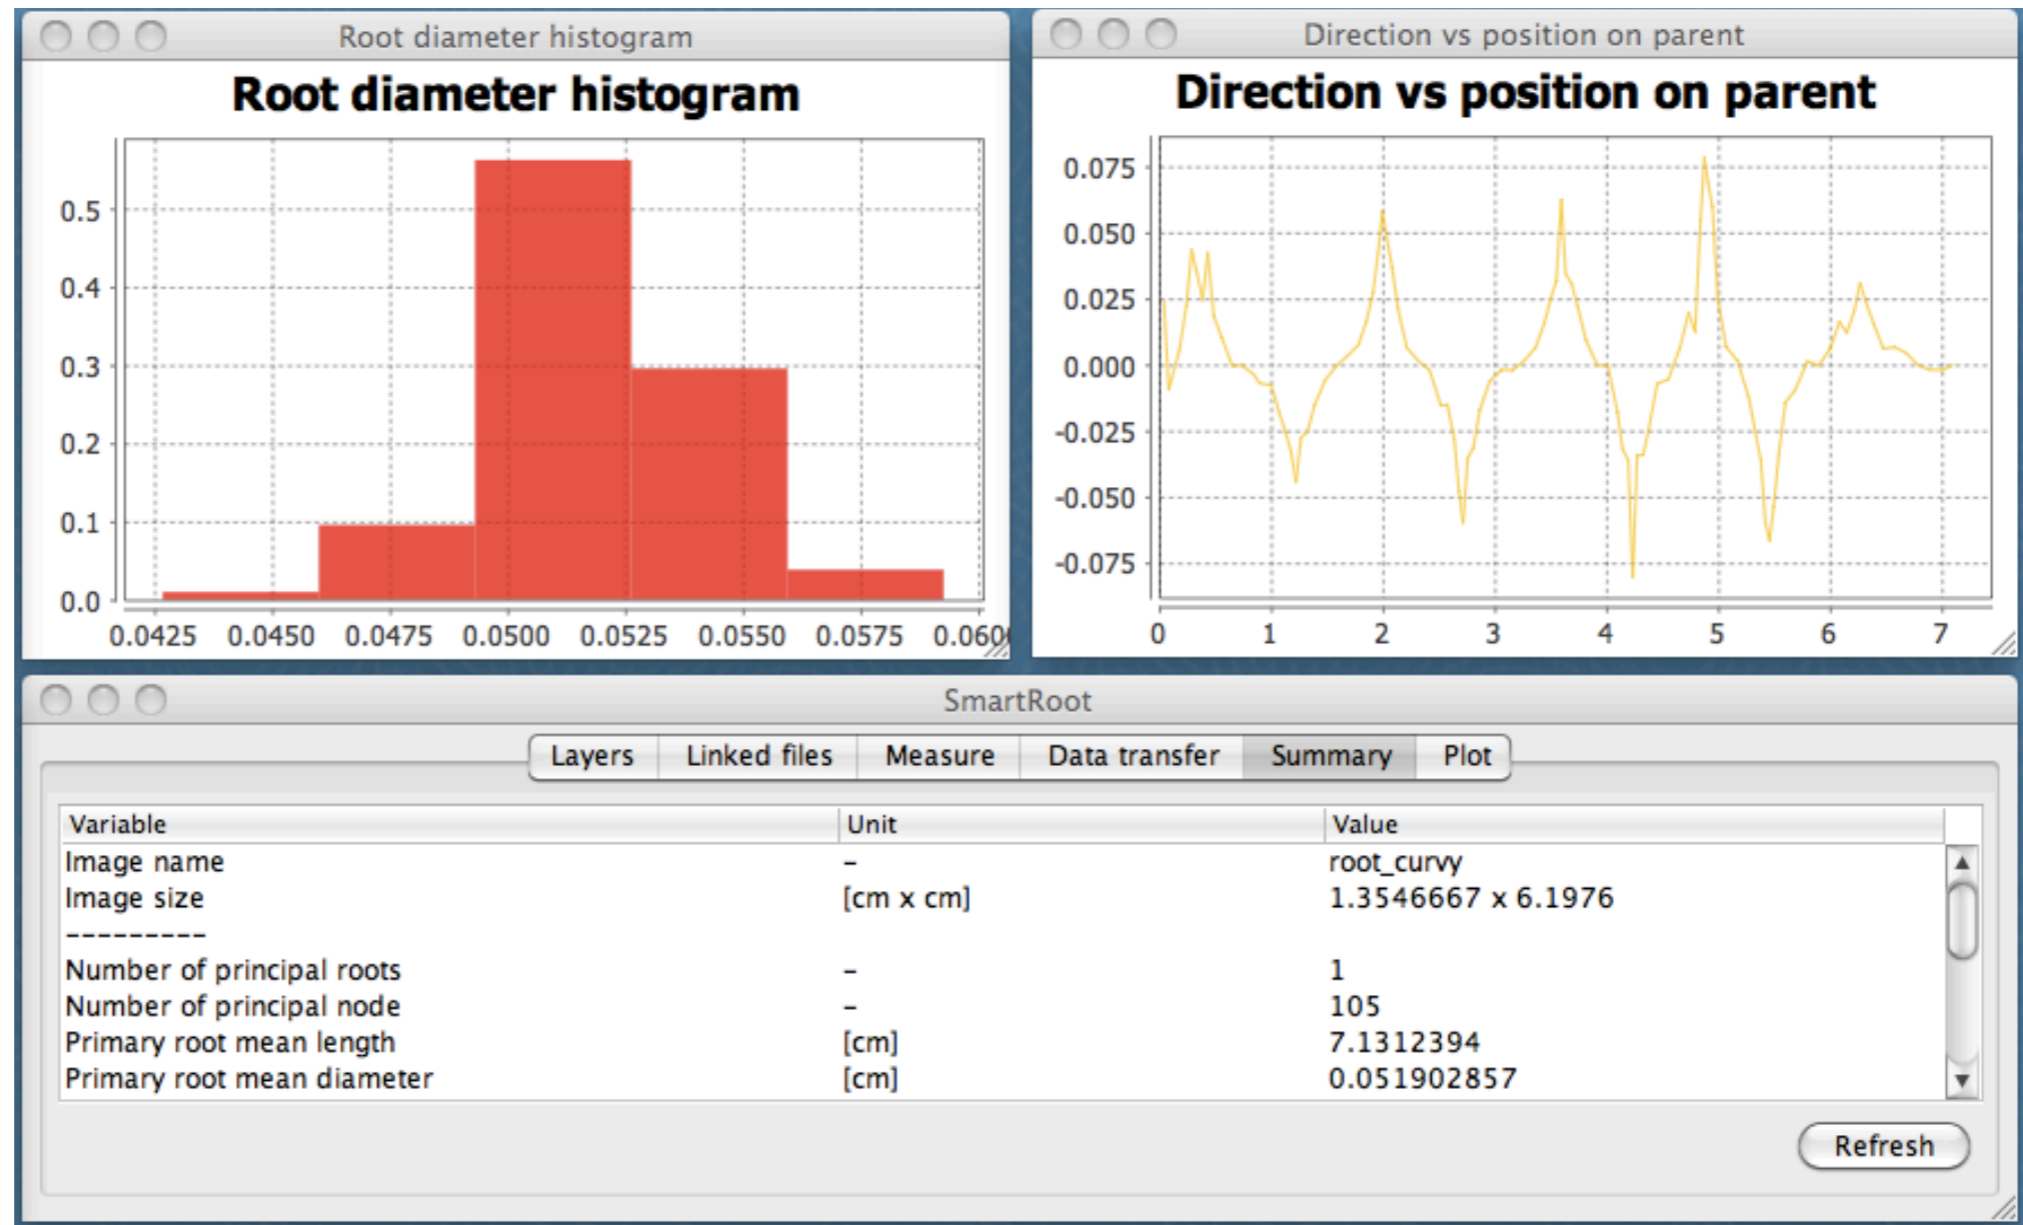 Root diameter histogram
Root diameter histogram
0.5
0.4
0.3
0.2
0.1
0.0
0.0425 0.0450 0.0475 0.0500 0.0525 0.0550 0.0575 0.060
Direction vs position on parent
Direction vs position on parent
0.075
0.050
0.025
0.000
-0.025
-0.050
-0.075
0 1 2 3 4 5 6 7
SmartRoot
Layers Linked files Measure Data transfer Summary Plot
Variable Unit Value
Image name – root_curvy
Image size [cm x cm] 1.3546667 x 6.1976
---------
Number of principal roots – 1
Number of principal node – 105
Primary root mean length [cm] 7.1312394
Primary root mean diameter [cm] 0.051902857
Refresh